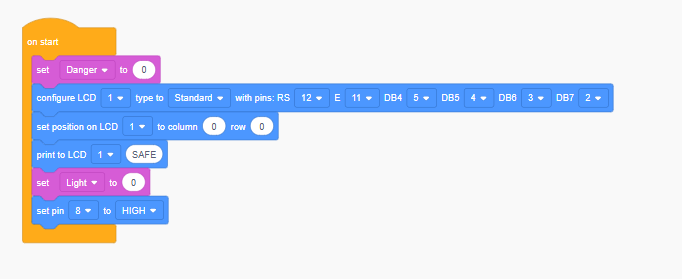 on start
set Danger to 0
configure LCD 1 type to Standard with pins: RS 12 E 11 DB4 5 DB5 4 DB6 3 DB7 2
set position on LCD 1 to column 0 row 0
print to LCD 1 SAFE
set Light to 0
set pin 8 to HIGH